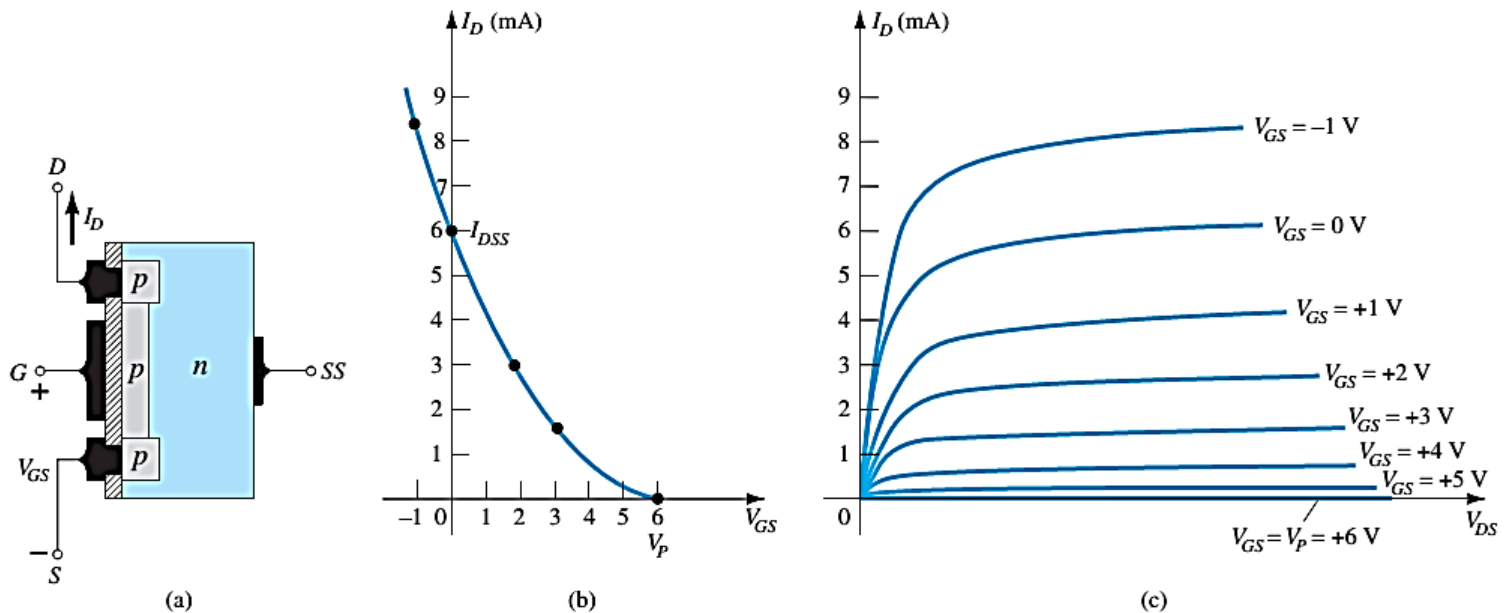 D
I_D
p
p
n
G
+
SS
p
V_GS
–
S
(a)
I_D (mA)
9
8
7
6
I_DSS
5
4
3
2
1
–1 0 1 2 3 4 5 6
V_GS
V_P
(b)
I_D (mA)
9
8
7
6
5
4
3
2
1
0
V_GS = –1 V
V_GS = 0 V
V_GS = +1 V
V_GS = +2 V
V_GS = +3 V
V_GS = +4 V
V_GS = +5 V
V_DS
V_GS = V_P = +6 V
(c)